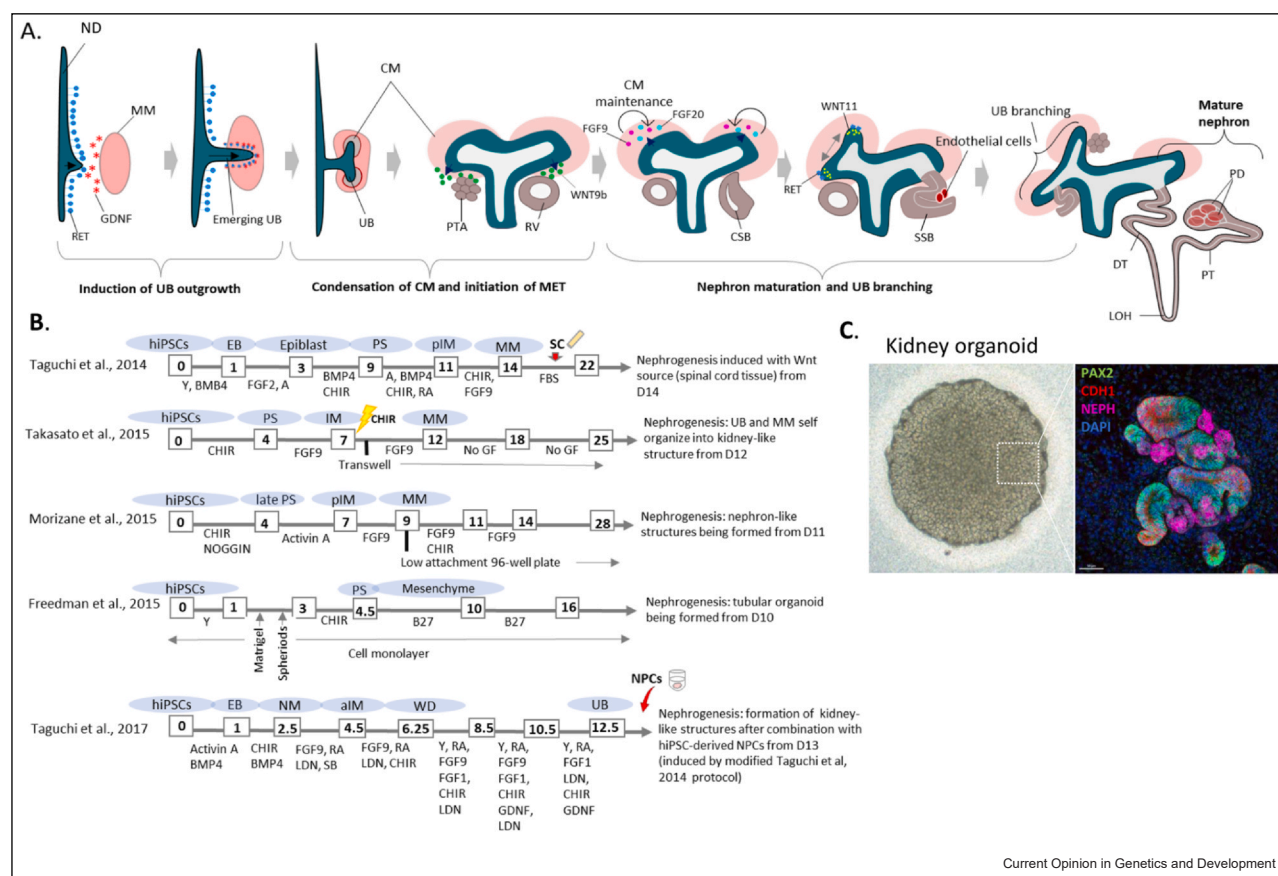 A.
ND
MM
GDNF
RET
Emerging UB
CM
UB
PTA
RV
WNT9b
CM
maintenance
FGF9
FGF20
CSB
WNT11
RET
Endothelial cells
SSB
UB branching
Mature
nephron
PD
DT
PT
LOH
Induction of UB outgrowth
Condensation of CM and initiation of MET
Nephron maturation and UB branching
B.
Taguchi et al., 2014
hiPSCs EB Epiblast PS pIM MM SC
0 1 3 9 11 14 22
Y, BMB4
FGF2, A
BMP4
CHIR
A, BMP4
CHIR, RA
CHIR,
FGF9
FBS
Nephrogenesis induced with Wnt
source (spinal cord tissue) from
D14
Takasato et al., 2015
hiPSCs PS IM CHIR MM
0 4 7 12 18 25
CHIR FGF9 FGF9 No GF No GF
Transwell
Nephrogenesis: UB and MM self
organize into kidney-like
structure from D12
Morizane et al., 2015
hiPSCs late PS pIM MM
0 4 7 9 11 14 28
CHIR
NOGGIN
Activin A
FGF9
FGF9
CHIR
FGF9
Low attachment 96-well plate
Nephrogenesis: nephron-like
structures being formed from D11
Freedman et al., 2015
hiPSCs PS Mesenchyme
0 1 3 4.5 10 16
Y CHIR B27 B27
Matrigel
Spheriods
Cell monolayer
Nephrogenesis: tubular organoid
being formed from D10
Taguchi et al., 2017
hiPSCs EB NM aIM WD UB NPCs
0 1 2.5 4.5 6.25 8.5 10.5 12.5
Activin A
BMP4
CHIR
BMP4
FGF9, RA
LDN, SB
FGF9, RA
LDN, CHIR
Y, RA,
FGF9
FGF1,
CHIR
LDN
Y, RA,
FGF9
FGF1,
CHIR
GDNF,
LDN
Y, RA,
FGF1
LDN,
CHIR
GDNF
Nephrogenesis: formation of kidney-
like structures after combination with
hiPSC-derived NPCs from D13
(induced by modified Taguchi et al,
2014 protocol)
C.
Kidney organoid
PAX2
CDH1
NEPH
DAPI
Current Opinion in Genetics and Development